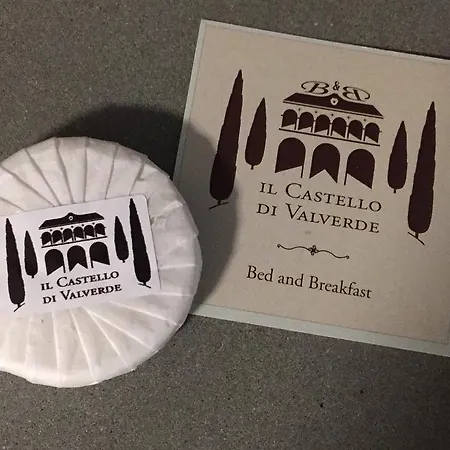 B&B
IL CASTELLO
DI VALVERDE
Bed and Breakfast
IL CASTELLO
DI VALVERDE